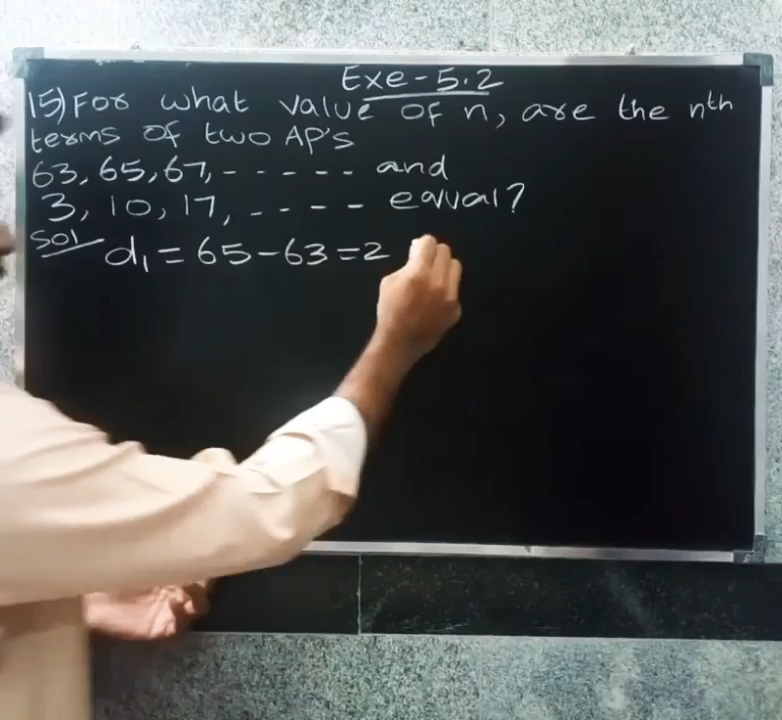 Exe-5.2
15) For what value of n, are the nth
terms of two AP's
63, 65, 67, - - - - - - and
3, 10, 17, - - - - - equal?
Sol d₁ = 65-63 = 2